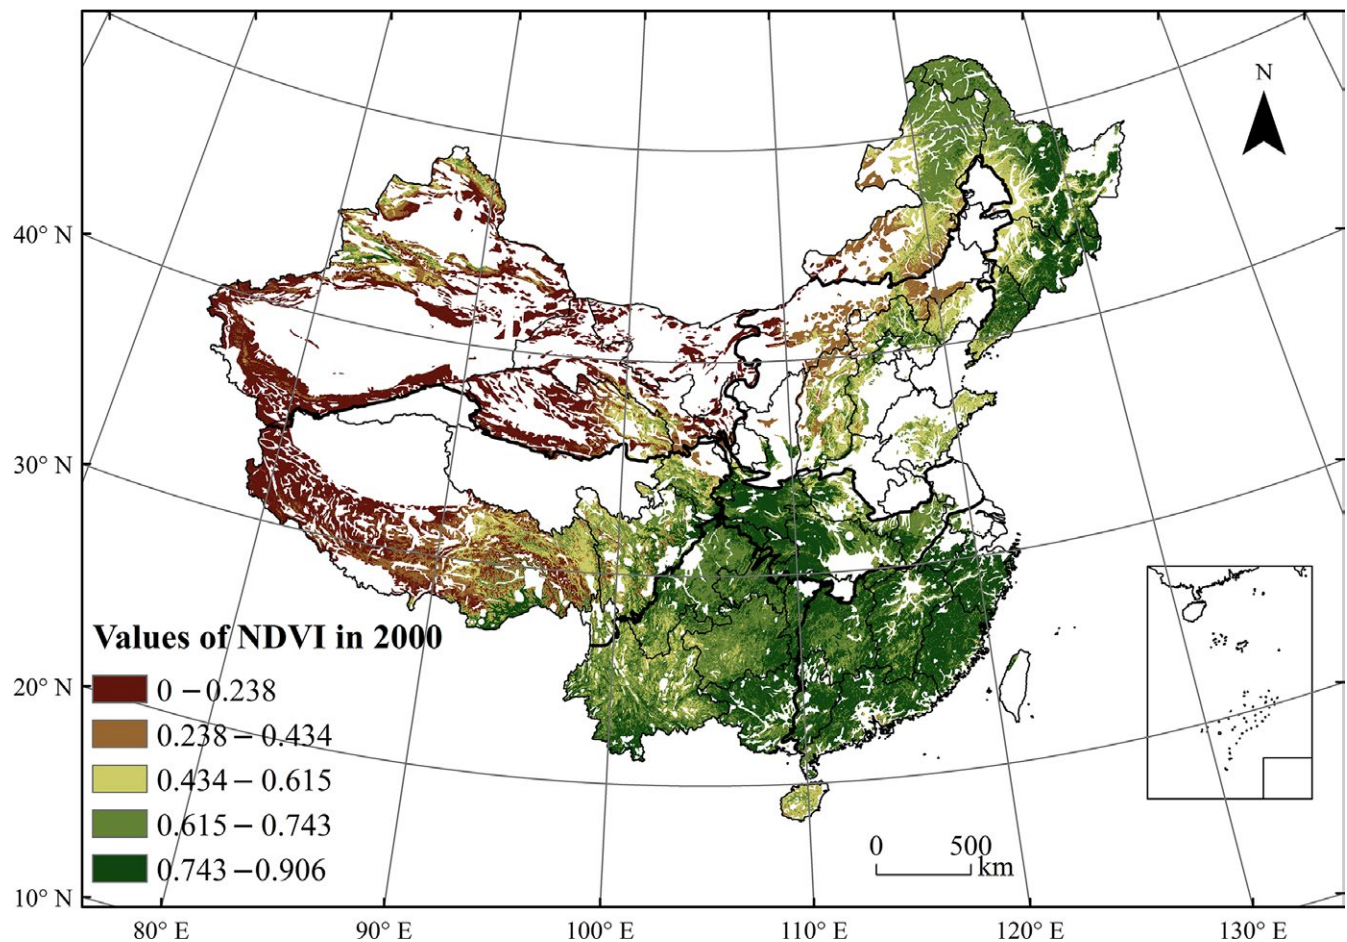 N
40° N
30° N
20° N
10° N
Values of NDVI in 2000
0 – 0.238
0.238 – 0.434
0.434 – 0.615
0.615 – 0.743
0.743 – 0.906
0 500
km
80° E 90° E 100° E 110° E 120° E 130° E